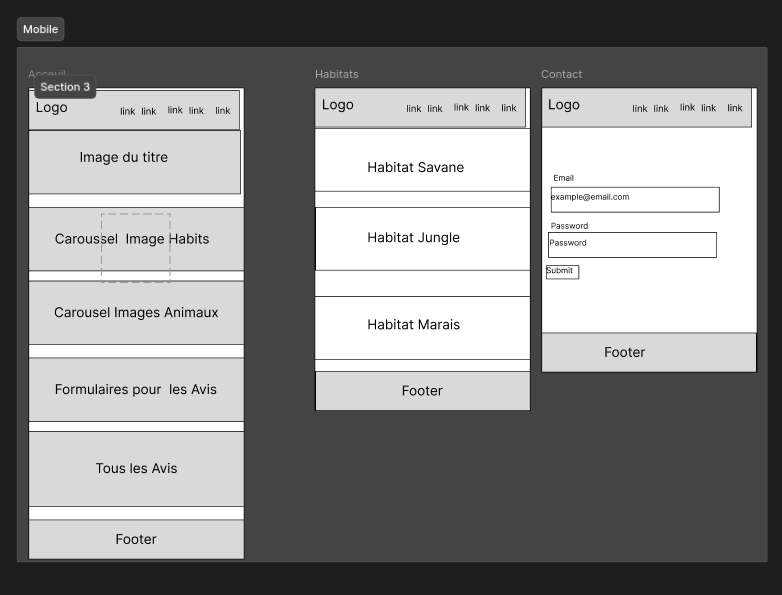 Mobile
Acceuil
Section 3
Logo
link link link link link
Image du titre
Caroussel Image Habits
Carousel Images Animaux
Formulaires pour les Avis
Tous les Avis
Footer
Habitats
Logo
link link link link link
Habitat Savane
Habitat Jungle
Habitat Marais
Footer
Contact
Logo
link link link link link
Email
example@email.com
Password
Password
Submit
Footer